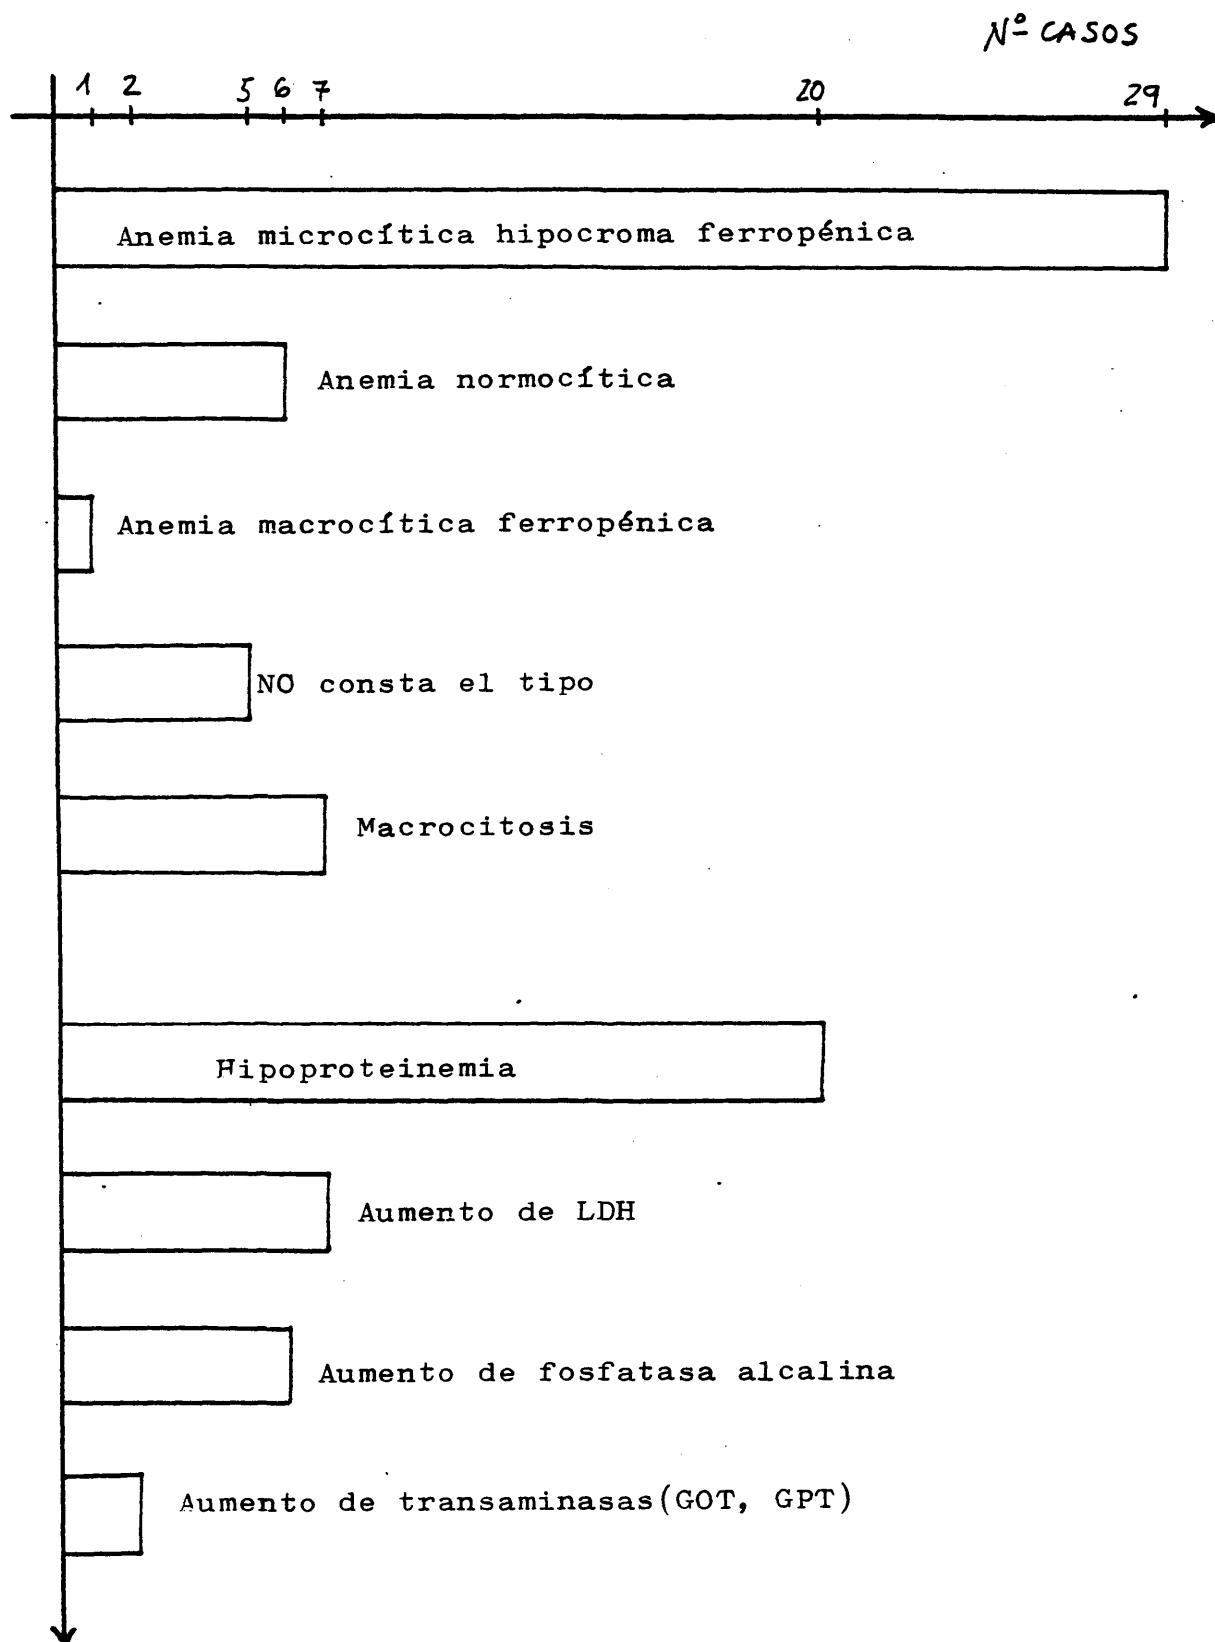 Nº CASOS
1 2 5 6 7 20 29
Anemia microcítica hipocroma ferropénica
Anemia normocítica
Anemia macrocítica ferropénica
NO consta el tipo
Macrocitosis
Hipoproteinemia
Aumento de LDH
Aumento de fosfatasa alcalina
Aumento de transaminasas(GOT, GPT)